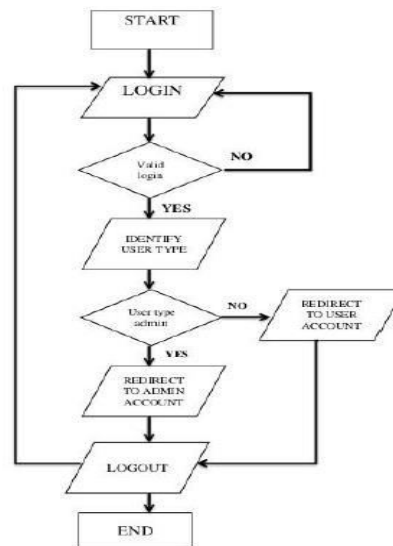 START
LOGIN
Valid
login
NO
YES
IDENTIFY
USER TYPE
User type
admin
NO
REDIRECT
TO USER
ACCOUNT
YES
REDIRECT
TO ADMIN
ACCOUNT
LOGOUT
END